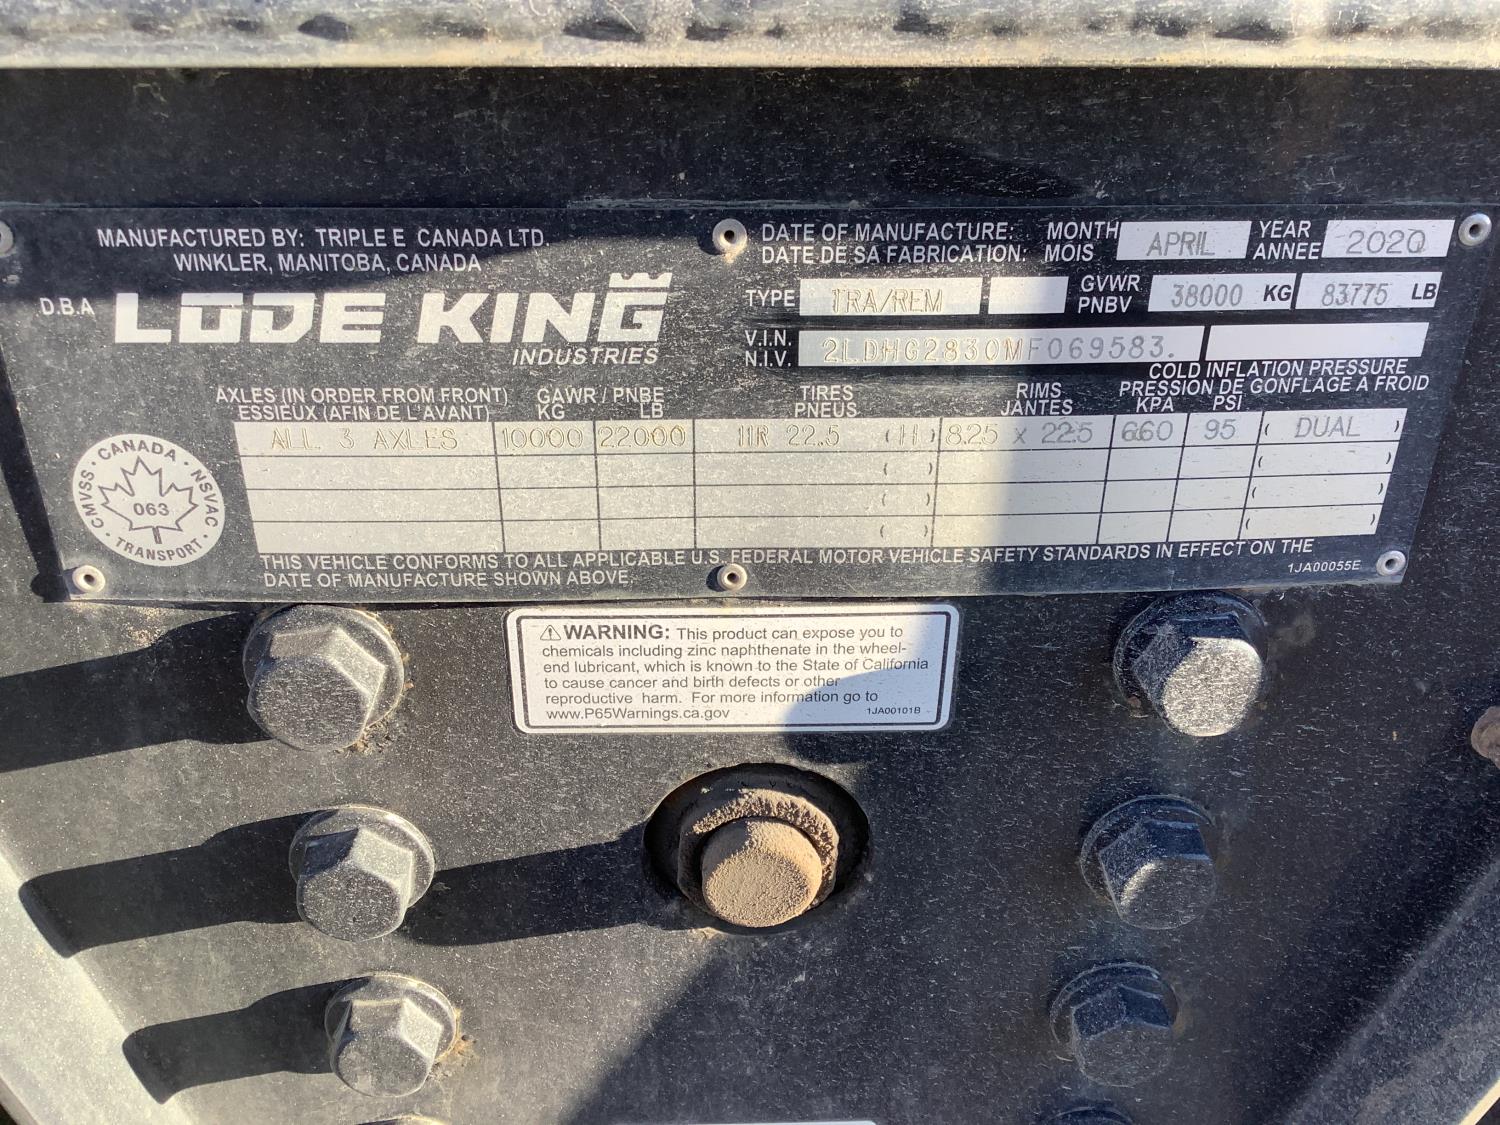 MANUFACTURED BY: TRIPLE E CANADA LTD.
WINKLER, MANITOBA, CANADA
D.B.A LODE KING
INDUSTRIES
DATE OF MANUFACTURE: MONTH APRIL YEAR 2020
DATE DE SA FABRICATION: MOIS ANNÉE
TYPE TRA/REM - GVWR 38000 KG 83775 LB
PNBV
V.I.N. 2LDHG2830MF069583.
N.I.V.
COLD INFLATION PRESSURE
AXLES (IN ORDER FROM FRONT) GAWR / PNBE TIRES RIMS PRESSION DE GONFLAGE À FROID
ESSIEUX (AFIN DE L'AVANT) KG LB PNEUS JANTES KPA PSI
ALL 3 AXLES 10000 22000 11R 22.5 (H) 8.25 X 22.5 660 95 ( DUAL )
( ) ( )
( ) ( )
( ) ( )
CANADA
CMVSS · NSVAC
063
TRANSPORT
THIS VEHICLE CONFORMS TO ALL APPLICABLE U.S. FEDERAL MOTOR VEHICLE SAFETY STANDARDS IN EFFECT ON THE
DATE OF MANUFACTURE SHOWN ABOVE.
1JA00055E
⚠ WARNING: This product can expose you to
chemicals including zinc naphthenate in the wheel-
end lubricant, which is known to the State of California
to cause cancer and birth defects or other
reproductive harm. For more information go to
www.P65Warnings.ca.gov 1JA00101B